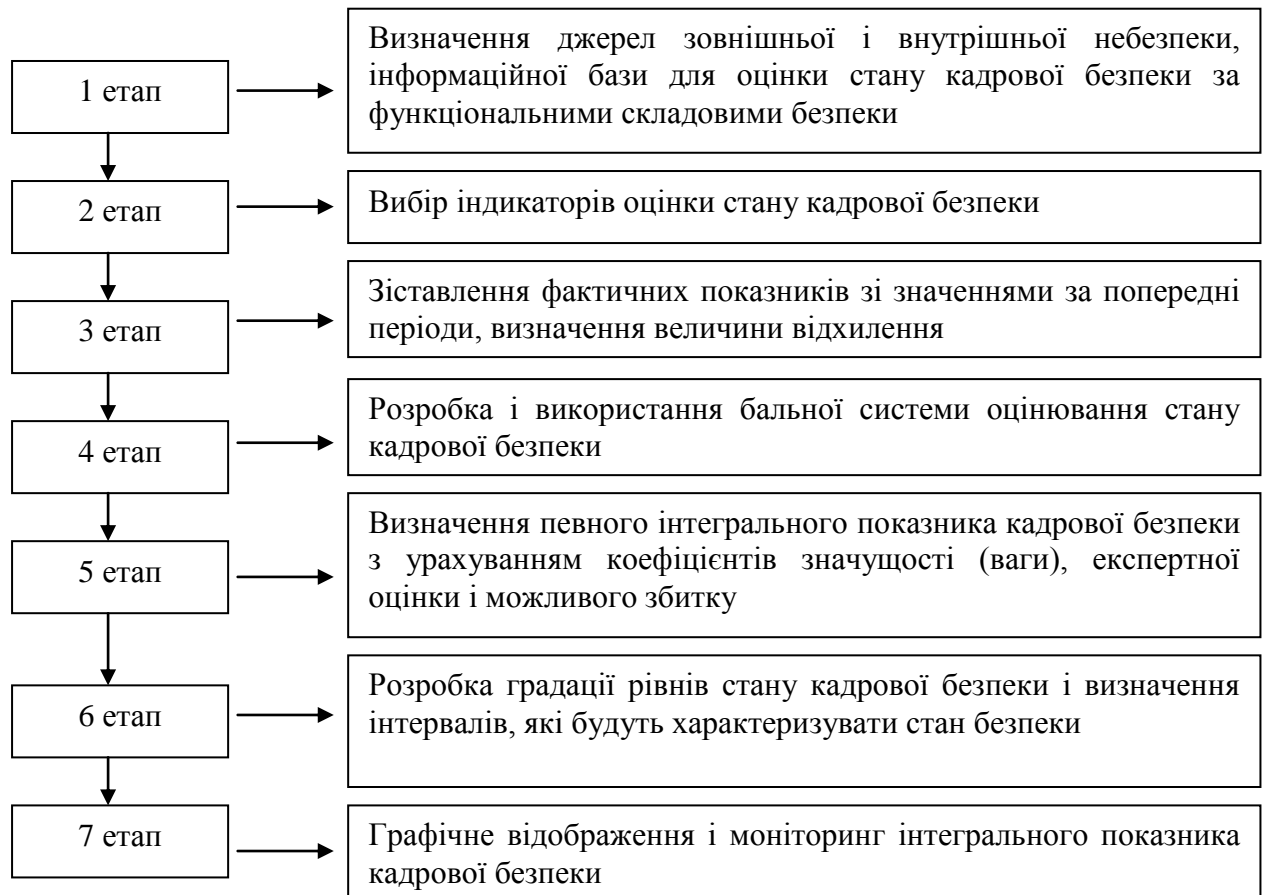 1 етап
Визначення джерел зовнішньої і внутрішньої небезпеки,
інформаційної бази для оцінки стану кадрової безпеки за
функціональними складовими безпеки
2 етап
Вибір індикаторів оцінки стану кадрової безпеки
3 етап
Зіставлення фактичних показників зі значеннями за попередні
періоди, визначення величини відхилення
4 етап
Розробка і використання бальної системи оцінювання стану
кадрової безпеки
5 етап
Визначення певного інтегрального показника кадрової безпеки
з урахуванням коефіцієнтів значущості (ваги), експертної
оцінки і можливого збитку
6 етап
Розробка градації рівнів стану кадрової безпеки і визначення
інтервалів, які будуть характеризувати стан безпеки
7 етап
Графічне відображення і моніторинг інтегрального показника
кадрової безпеки